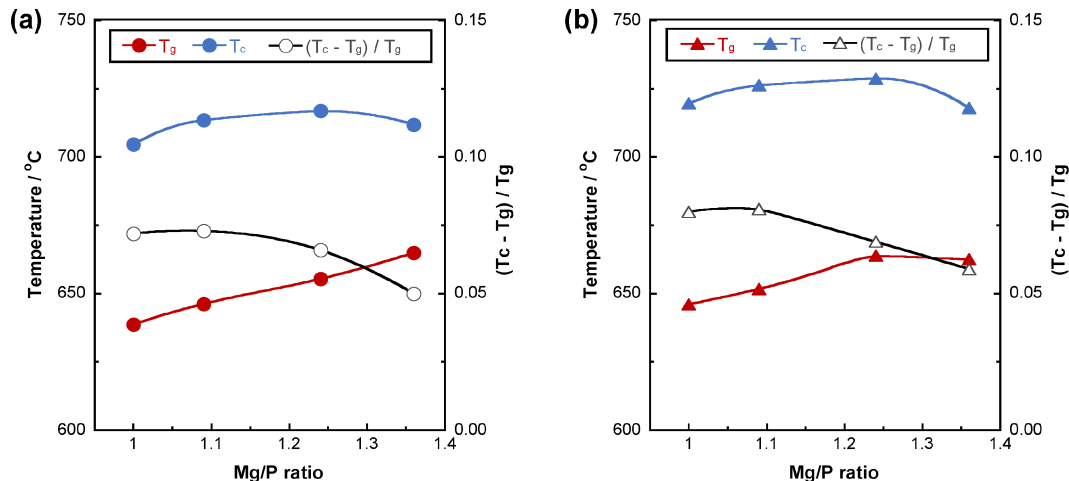 (a)
Tg
Tc
(Tc - Tg) / Tg
750
700
650
600
0.15
0.10
0.05
0.00
1
1.1
1.2
1.3
1.4
Temperature / °C
(Tc - Tg) / Tg
Mg/P ratio
(b)
Tg
Tc
(Tc - Tg) / Tg
750
700
650
600
0.15
0.10
0.05
0.00
1
1.1
1.2
1.3
1.4
Temperature / °C
(Tc - Tg) / Tg
Mg/P ratio